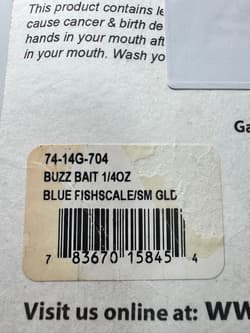 This product contains le
cause cancer & birth de
hands in your mouth aft
in your mouth. Wash yo
Ga
74-14G-704
BUZZ BAIT 1/4OZ
BLUE FISHSCALE/SM GLD
7 83670 15845 4
Visit us online at: ww